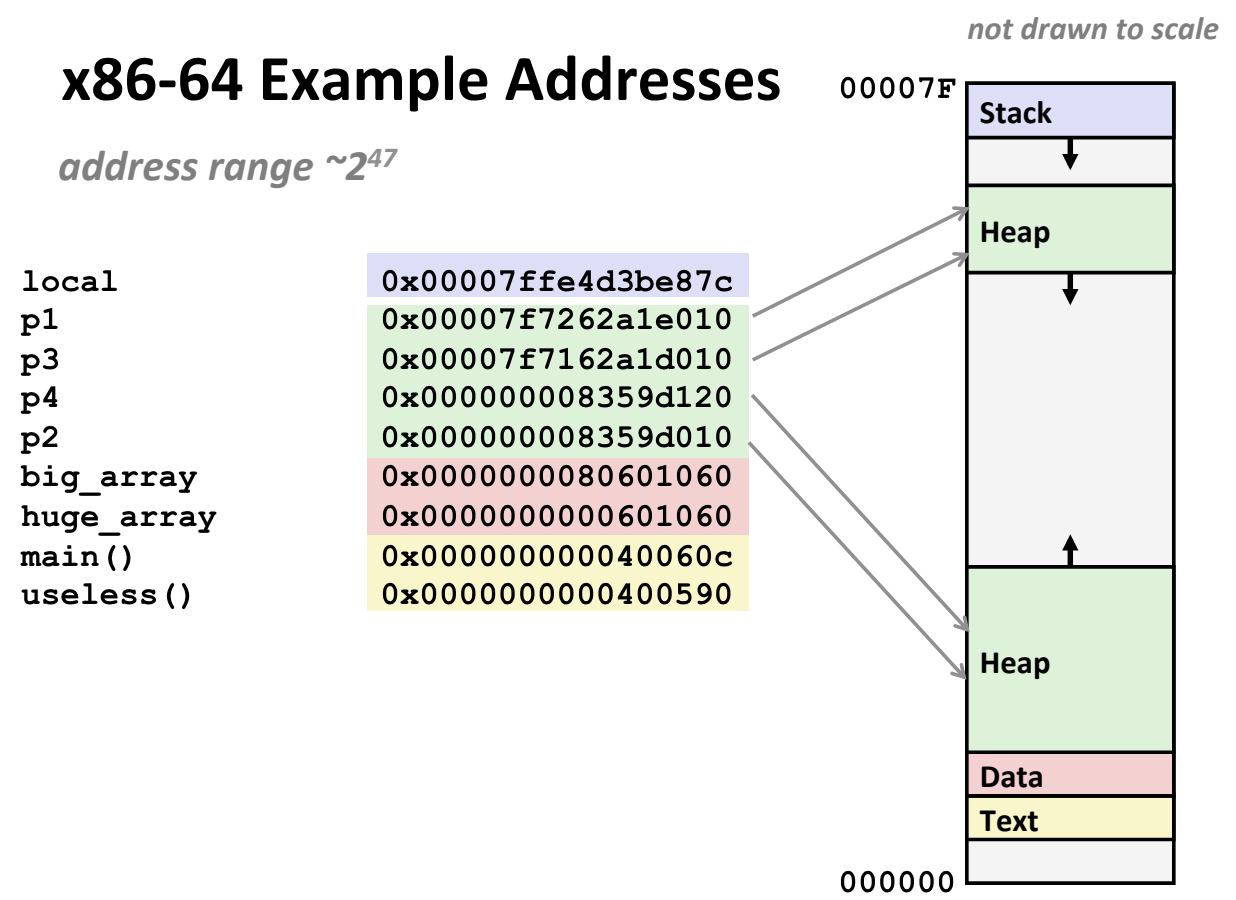 not drawn to scale
x86-64 Example Addresses
address range ~2^47
local 0x00007ffe4d3be87c
p1 0x00007f7262a1e010
p3 0x00007f7162a1d010
p4 0x000000008359d120
p2 0x000000008359d010
big_array 0x0000000080601060
huge_array 0x0000000000601060
main() 0x000000000040060c
useless() 0x0000000000400590
00007F
Stack
Heap
Heap
Data
Text
000000